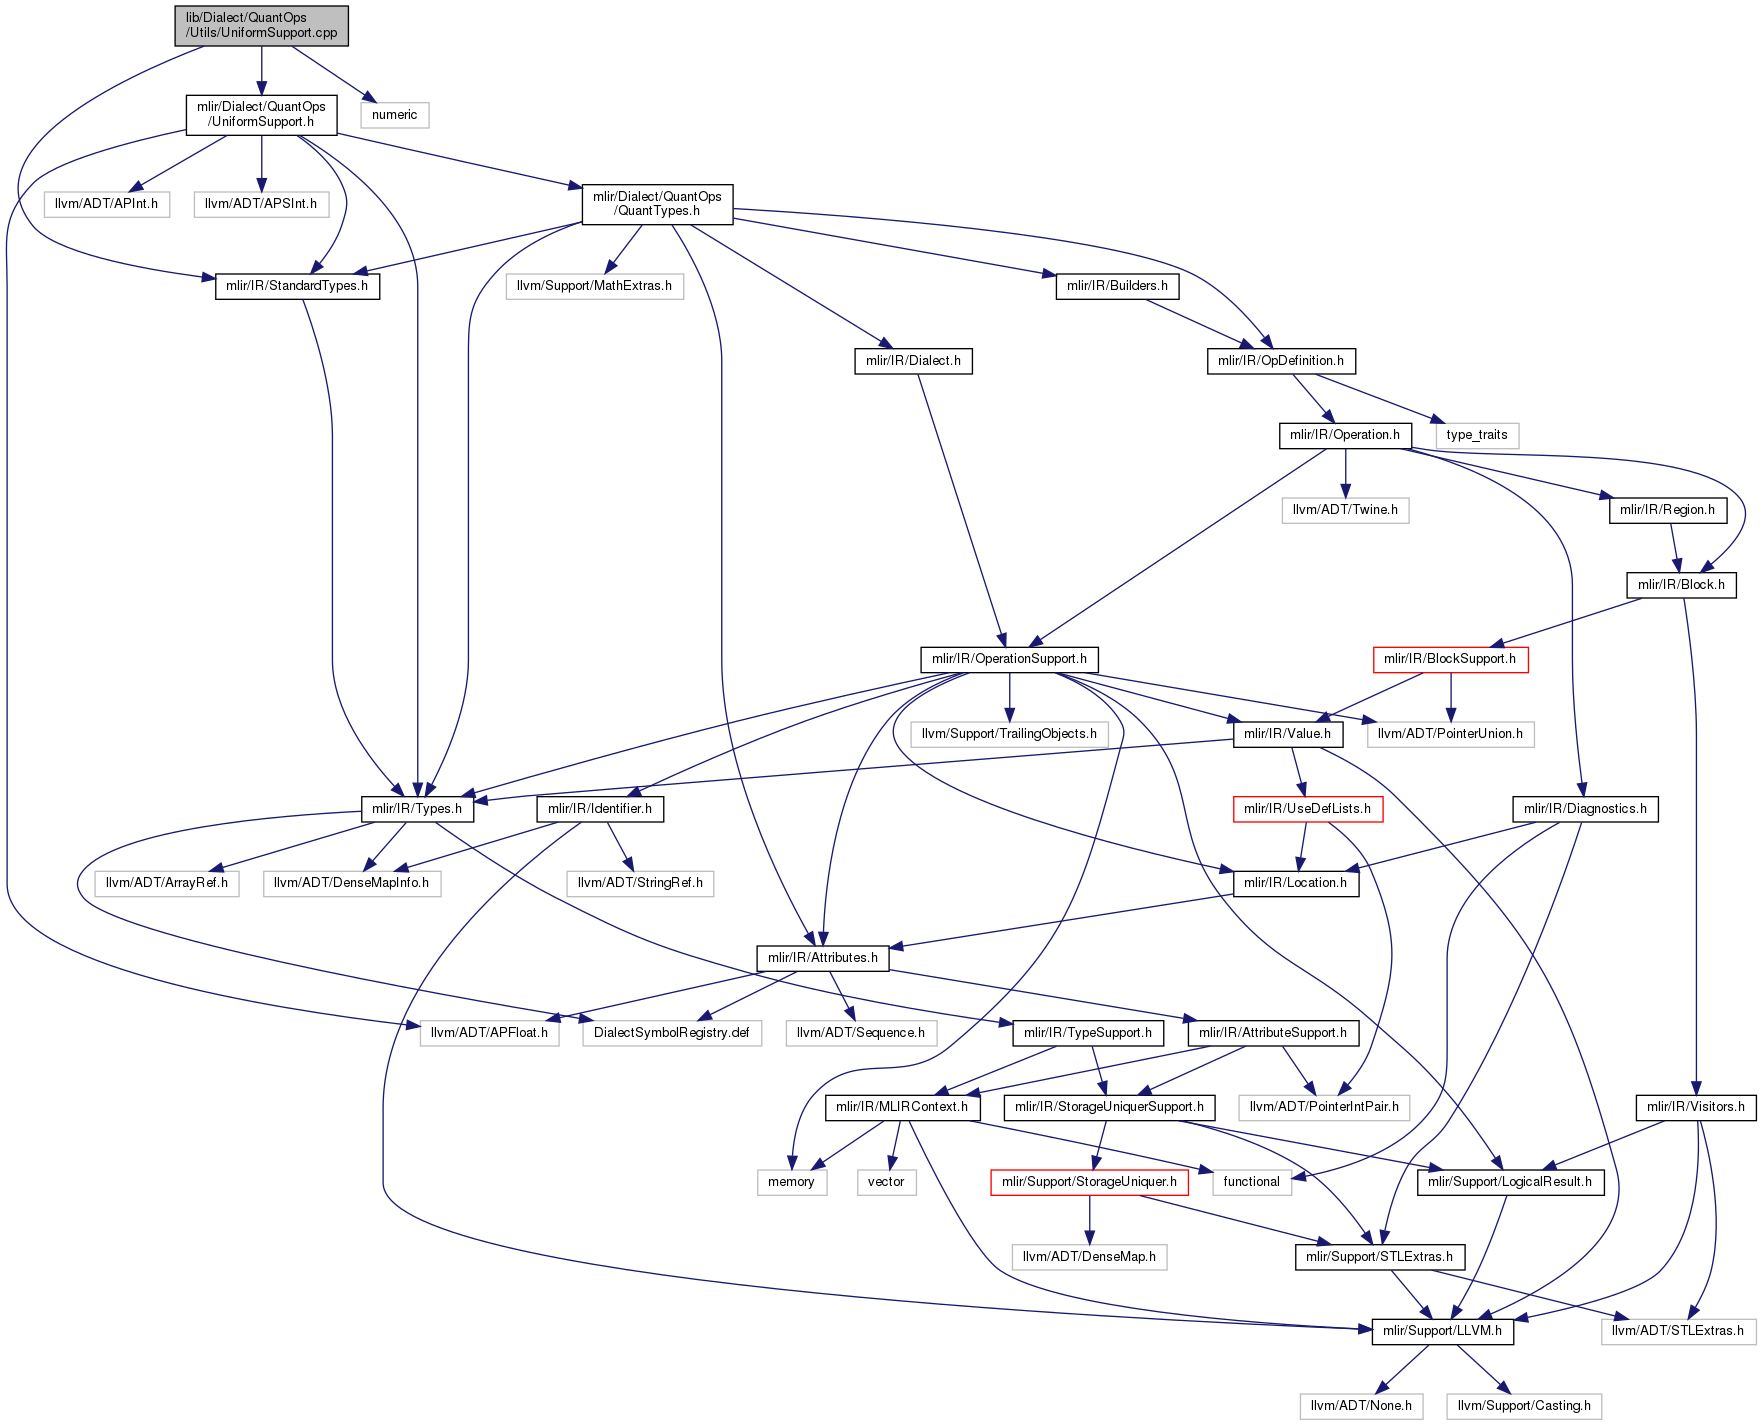 lib/Dialect/QuantOps
/Utils/UniformSupport.cpp
mlir/Dialect/QuantOps
/UniformSupport.h
numeric
llvm/ADT/APInt.h
llvm/ADT/APSInt.h
mlir/Dialect/QuantOps
/QuantTypes.h
mlir/IR/StandardTypes.h
llvm/Support/MathExtras.h
mlir/IR/Builders.h
mlir/IR/Dialect.h
mlir/IR/OpDefinition.h
mlir/IR/Operation.h
type_traits
llvm/ADT/Twine.h
mlir/IR/Region.h
mlir/IR/Block.h
mlir/IR/OperationSupport.h
mlir/IR/BlockSupport.h
llvm/Support/TrailingObjects.h
mlir/IR/Value.h
llvm/ADT/PointerUnion.h
mlir/IR/Types.h
mlir/IR/Identifier.h
mlir/IR/UseDefLists.h
mlir/IR/Diagnostics.h
llvm/ADT/ArrayRef.h
llvm/ADT/DenseMapInfo.h
llvm/ADT/StringRef.h
mlir/IR/Location.h
mlir/IR/Attributes.h
llvm/ADT/APFloat.h
DialectSymbolRegistry.def
llvm/ADT/Sequence.h
mlir/IR/TypeSupport.h
mlir/IR/AttributeSupport.h
mlir/IR/MLIRContext.h
mlir/IR/StorageUniquerSupport.h
llvm/ADT/PointerIntPair.h
mlir/IR/Visitors.h
memory
vector
mlir/Support/StorageUniquer.h
functional
mlir/Support/LogicalResult.h
llvm/ADT/DenseMap.h
mlir/Support/STLExtras.h
mlir/Support/LLVM.h
llvm/ADT/STLExtras.h
llvm/ADT/None.h
llvm/Support/Casting.h